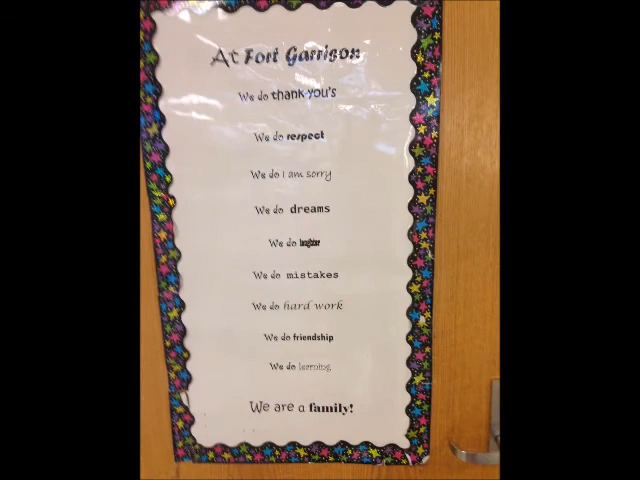 At Fort Garrison
We do thank-you's
We do respect
We do I am sorry
We do dreams
We do laughter
We do mistakes
We do hard work
We do friendship
We do learning
We are a family!